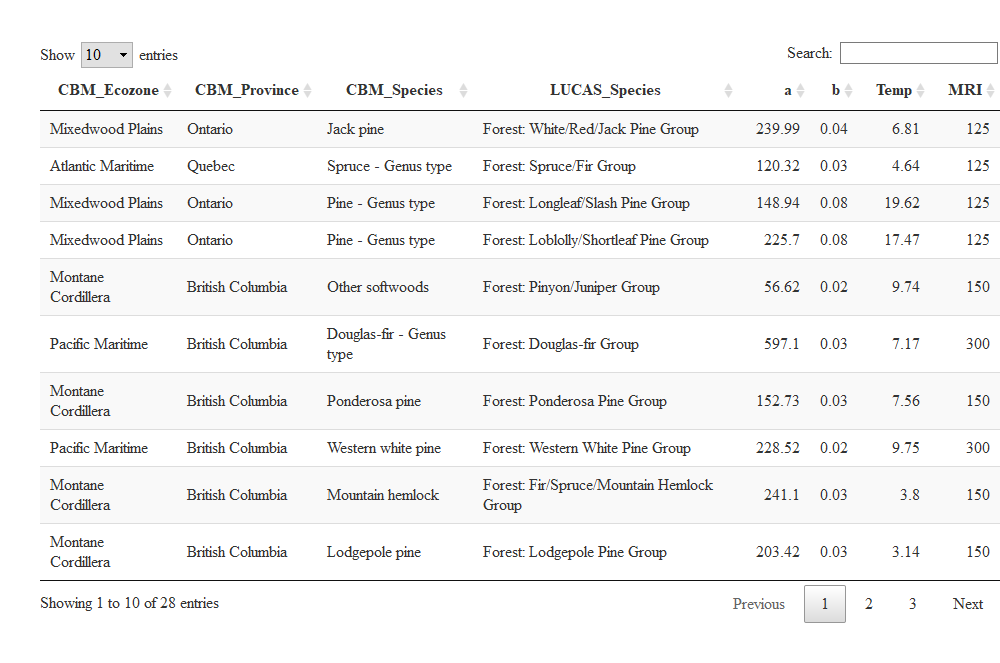 Show 10 entries Search:
CBM_Ecozone CBM_Province CBM_Species LUCAS_Species a b Temp MRI
Mixedwood Plains Ontario Jack pine Forest: White/Red/Jack Pine Group 239.99 0.04 6.81 125
Atlantic Maritime Quebec Spruce - Genus type Forest: Spruce/Fir Group 120.32 0.03 4.64 125
Mixedwood Plains Ontario Pine - Genus type Forest: Longleaf/Slash Pine Group 148.94 0.08 19.62 125
Mixedwood Plains Ontario Pine - Genus type Forest: Loblolly/Shortleaf Pine Group 225.7 0.08 17.47 125
Montane
Cordillera British Columbia Other softwoods Forest: Pinyon/Juniper Group 56.62 0.02 9.74 150
Pacific Maritime British Columbia Douglas-fir - Genus
type Forest: Douglas-fir Group 597.1 0.03 7.17 300
Montane
Cordillera British Columbia Ponderosa pine Forest: Ponderosa Pine Group 152.73 0.03 7.56 150
Pacific Maritime British Columbia Western white pine Forest: Western White Pine Group 228.52 0.02 9.75 300
Montane
Cordillera British Columbia Mountain hemlock Forest: Fir/Spruce/Mountain Hemlock
Group 241.1 0.03 3.8 150
Montane
Cordillera British Columbia Lodgepole pine Forest: Lodgepole Pine Group 203.42 0.03 3.14 150
Showing 1 to 10 of 28 entries Previous 1 2 3 Next